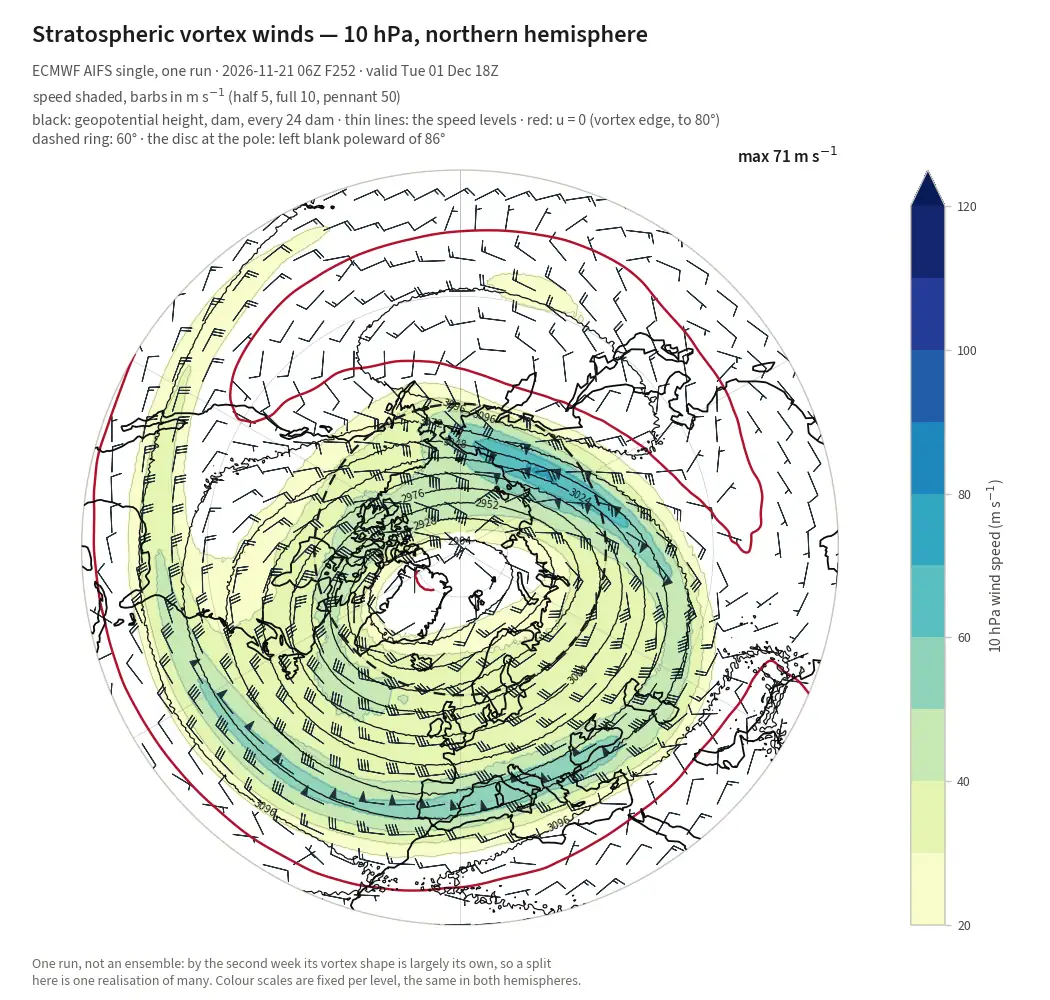 Stratospheric vortex winds — 10 hPa, northern hemisphere
ECMWF AIFS single, one run · 2026-11-21 06Z F252 · valid Tue 01 Dec 18Z
speed shaded, barbs in m s⁻¹ (half 5, full 10, pennant 50)
black: geopotential height, dam, every 24 dam · thin lines: the speed levels · red: u = 0 (vortex edge, to 80°)
dashed ring: 60° · the disc at the pole: left blank poleward of 86°
max 71 m s⁻¹
120
100
80
60
40
20
10 hPa wind speed (m s⁻¹)
3096
2976
2952
3024
2904
3096
3096
One run, not an ensemble: by the second week its vortex shape is largely its own, so a split
here is one realisation of many. Colour scales are fixed per level, the same in both hemispheres.